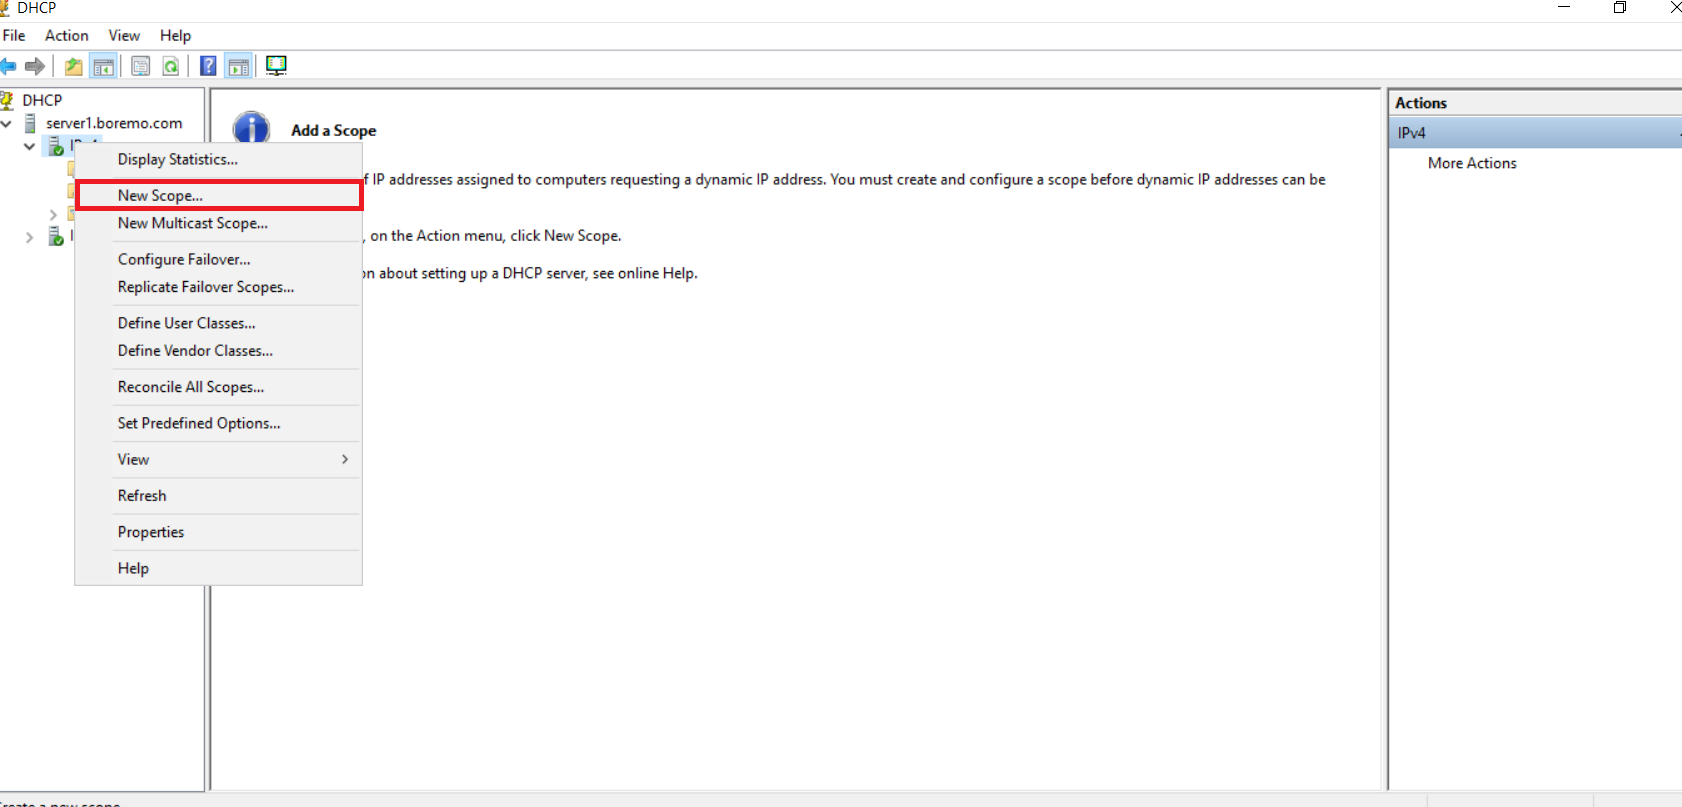 DHCP
File Action View Help
DHCP
server1.boremo.com
Display Statistics...
New Scope...
New Multicast Scope...
Configure Failover...
Replicate Failover Scopes...
Define User Classes...
Define Vendor Classes...
Reconcile All Scopes...
Set Predefined Options...
View
Refresh
Properties
Help
Add a Scope
IP addresses assigned to computers requesting a dynamic IP address. You must create and configure a scope before dynamic IP addresses can be
, on the Action menu, click New Scope.
about setting up a DHCP server, see online Help.
Actions
IPv4
More Actions
a new scope